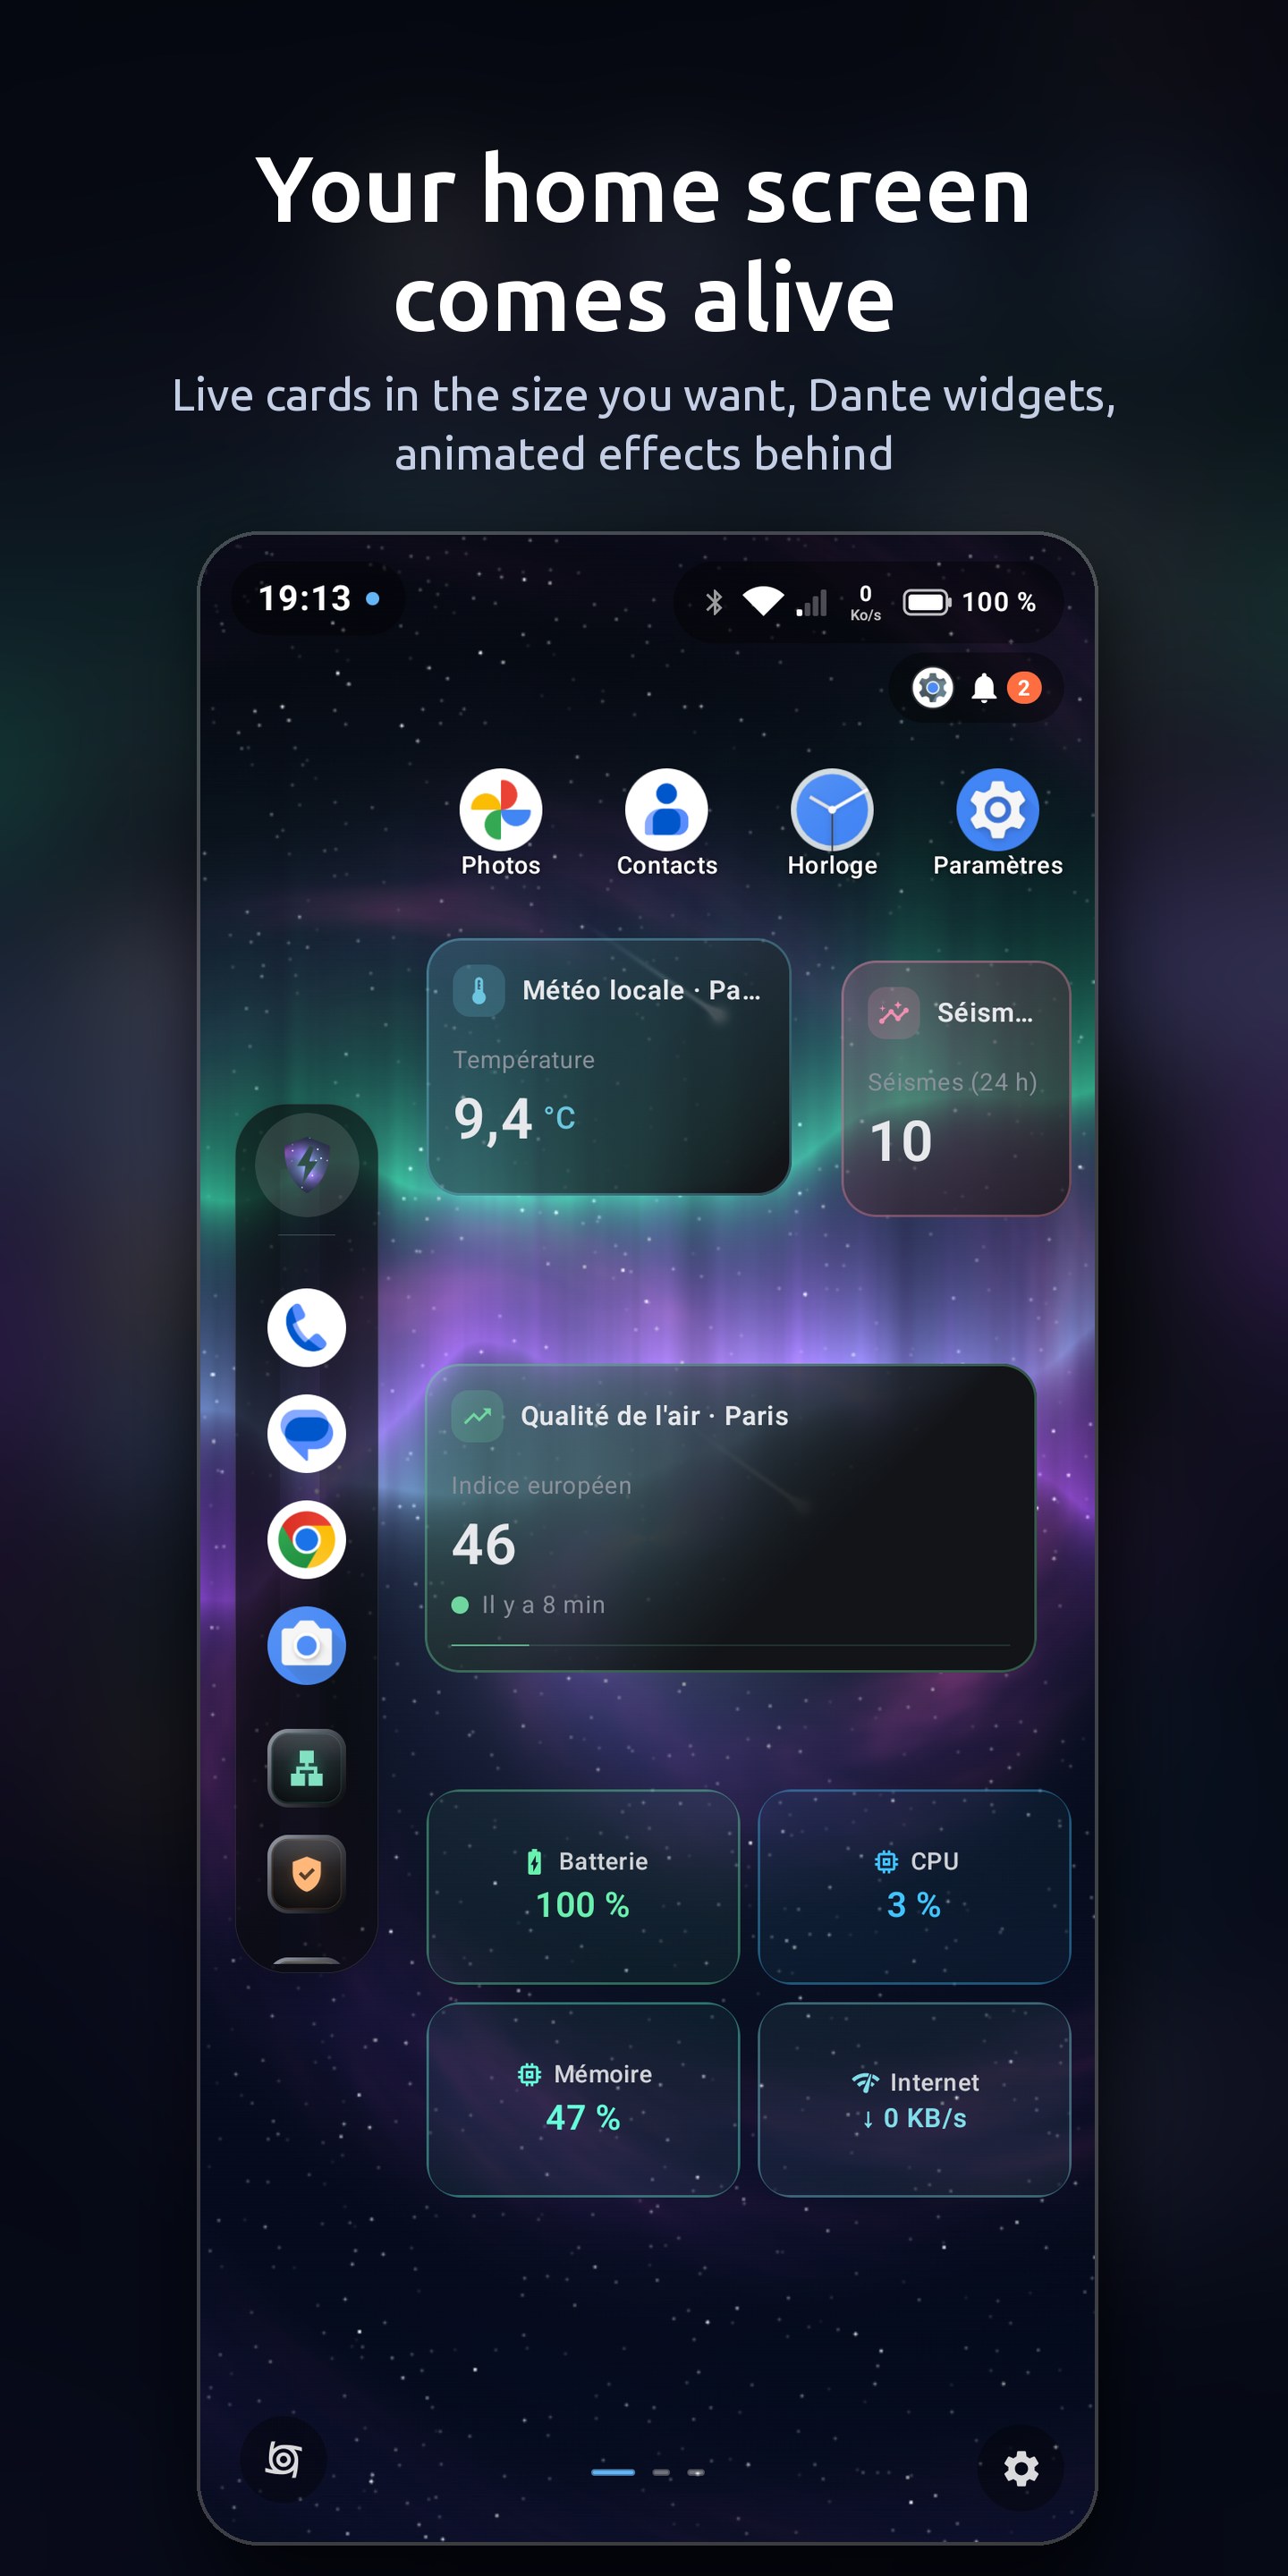 Your home screen
comes alive
Live cards in the size you want, Dante widgets,
animated effects behind
19:13
0
Ko/s
100 %
2
Photos
Contacts
Horloge
Paramètres
Météo locale · Pa...
Température
9,4 °C
Séism...
Séismes (24 h)
10
Qualité de l'air · Paris
Indice européen
46
Il y a 8 min
Batterie
100 %
CPU
3 %
Mémoire
47 %
Internet
↓ 0 KB/s